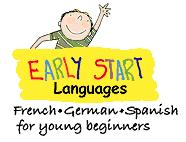 EARLY START
Languages
French•German•Spanish
for young beginners